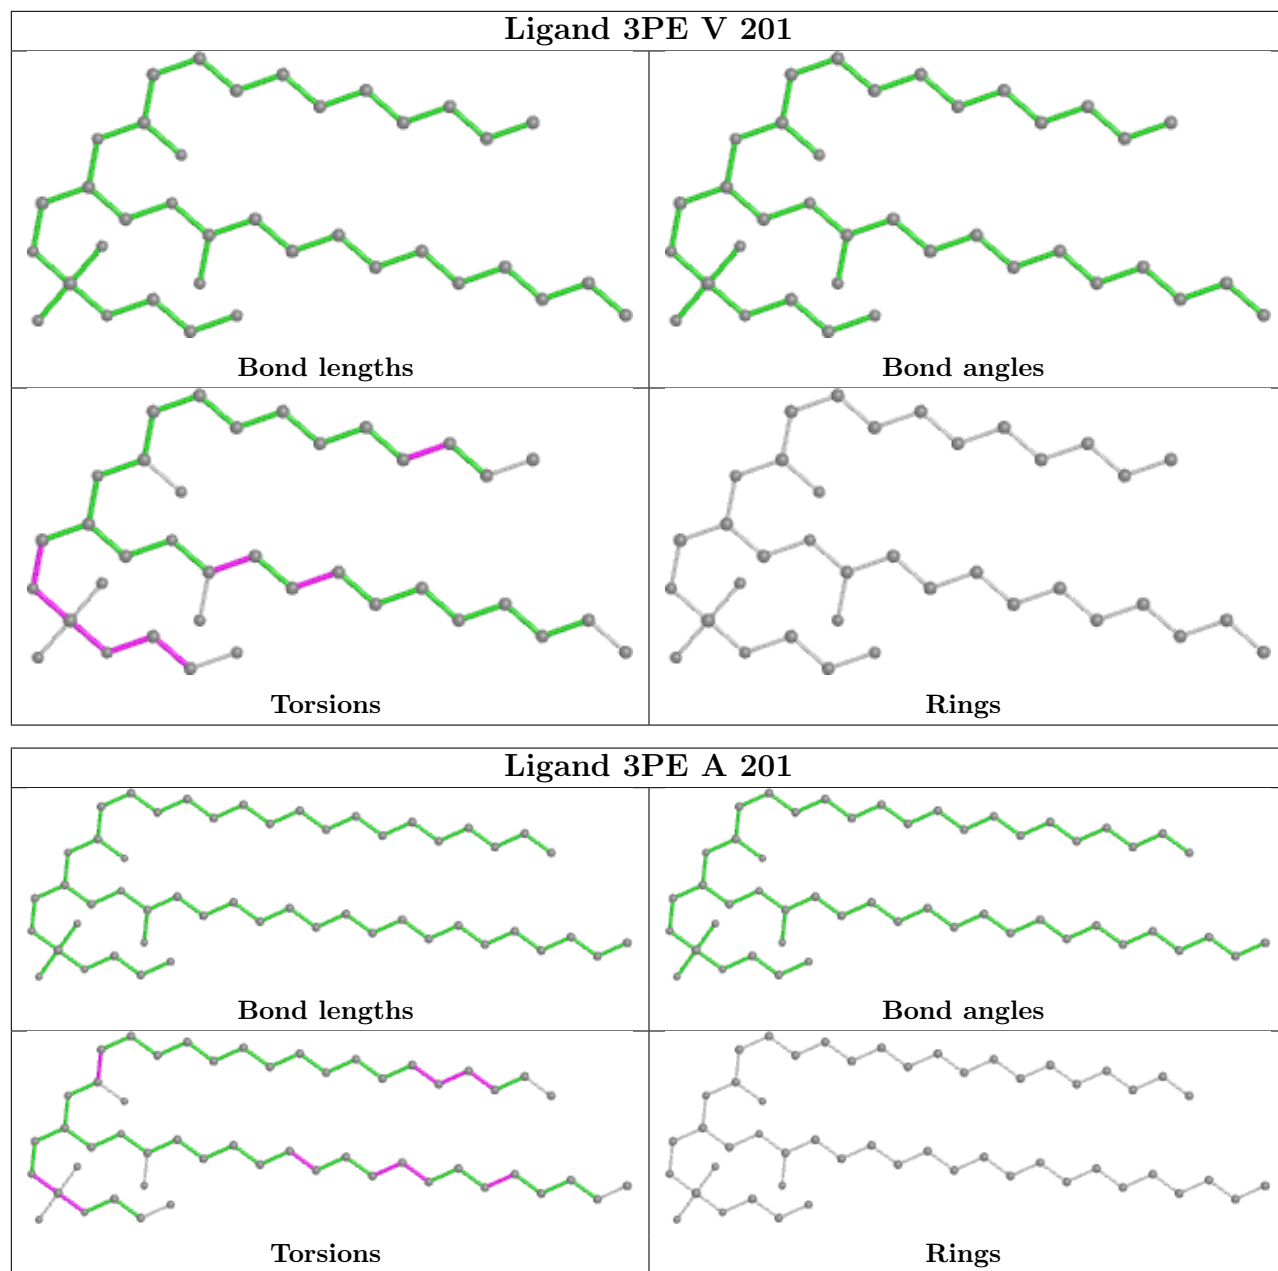 Ligand 3PE V 201
Bond lengths
Bond angles
Torsions
Rings
Ligand 3PE A 201
Bond lengths
Bond angles
Torsions
Rings